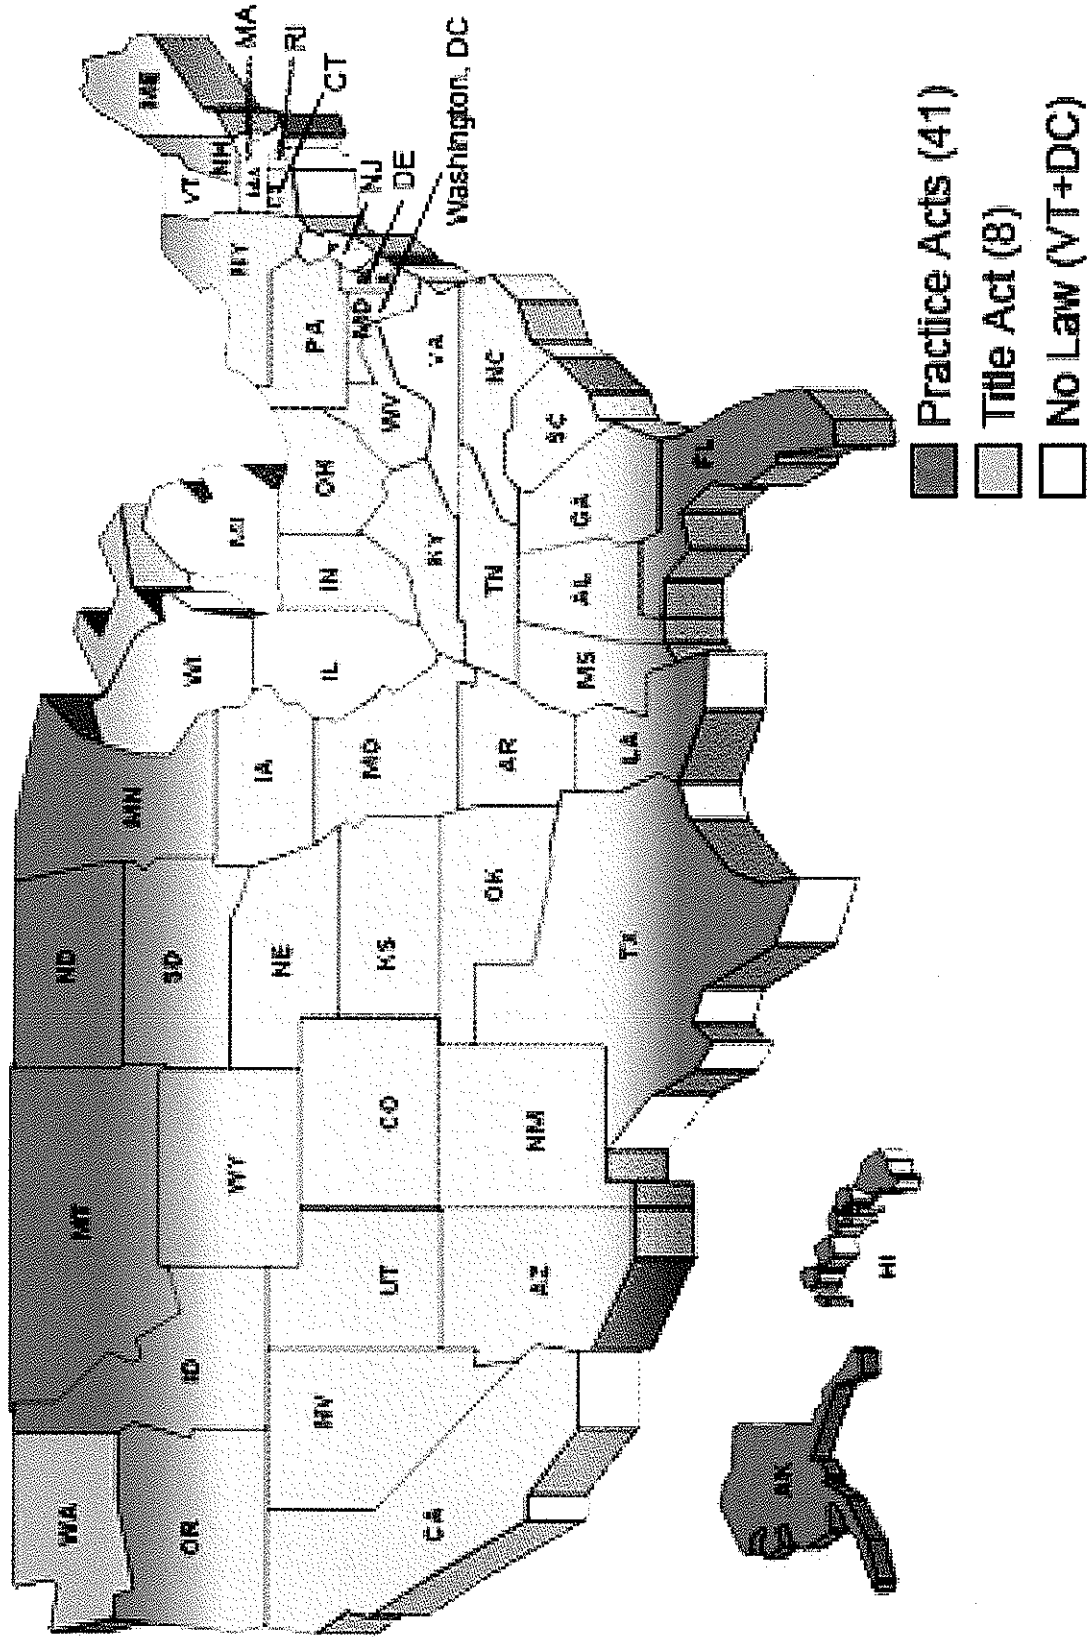 WA
MT
ND
MN
OR
ID
SD
WI
MI
WY
NV
UT
CO
NE
IA
IL
IN
OH
PA
NY
VT
NH
ME
MA
MA
RI
CT
NJ
DE
MD
Washington, DC
CA
AZ
NM
KS
MO
KY
WV
VA
OK
AR
TN
NC
TX
LA
MS
AL
GA
SC
FL
AK
HI
Practice Acts (41)
Title Act (8)
No Law (VT+DC)